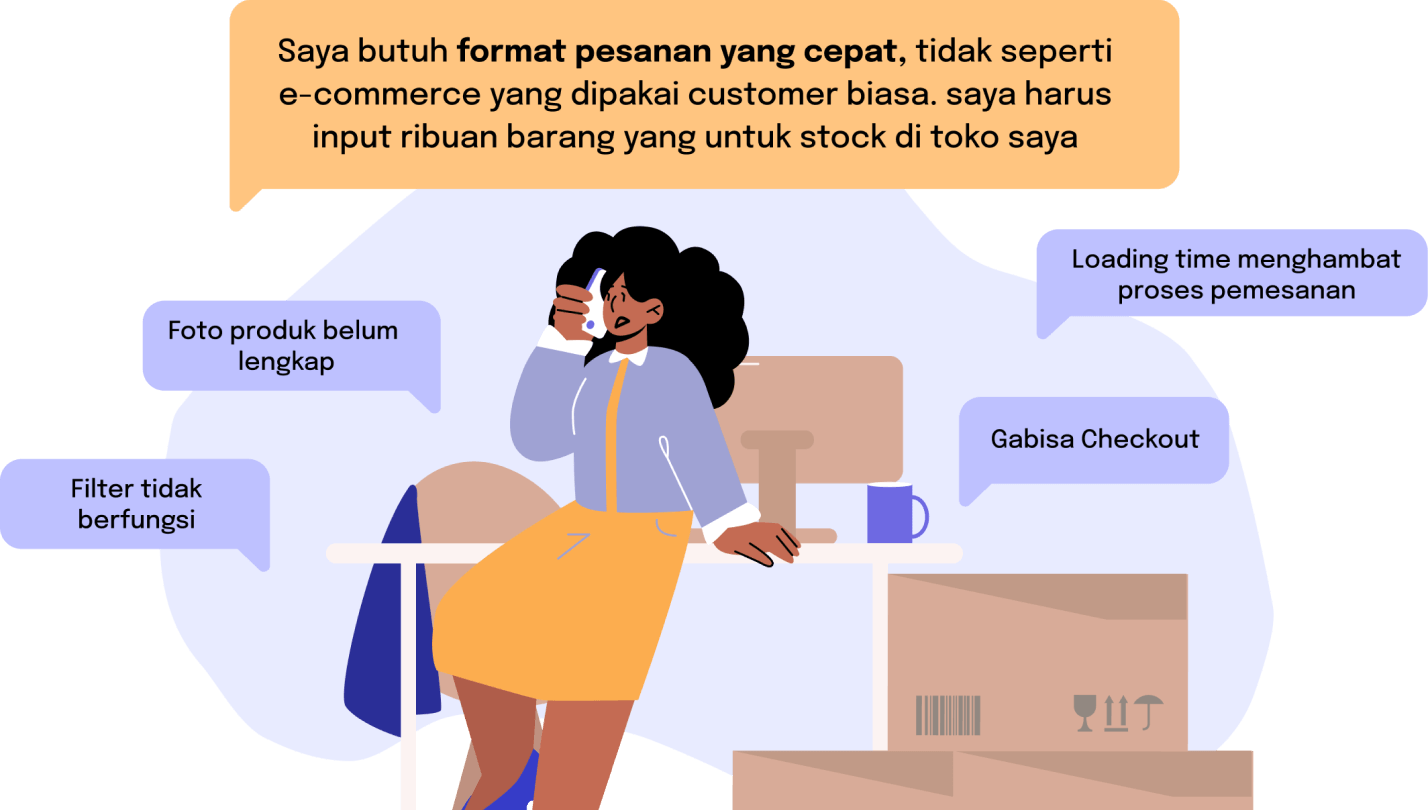 Saya butuh format pesanan yang cepat, tidak seperti
e-commerce yang dipakai customer biasa. saya harus
input ribuan barang yang untuk stock di toko saya
Loading time menghambat
proses pemesanan
Foto produk belum
lengkap
Gabisa Checkout
Filter tidak
berfungsi